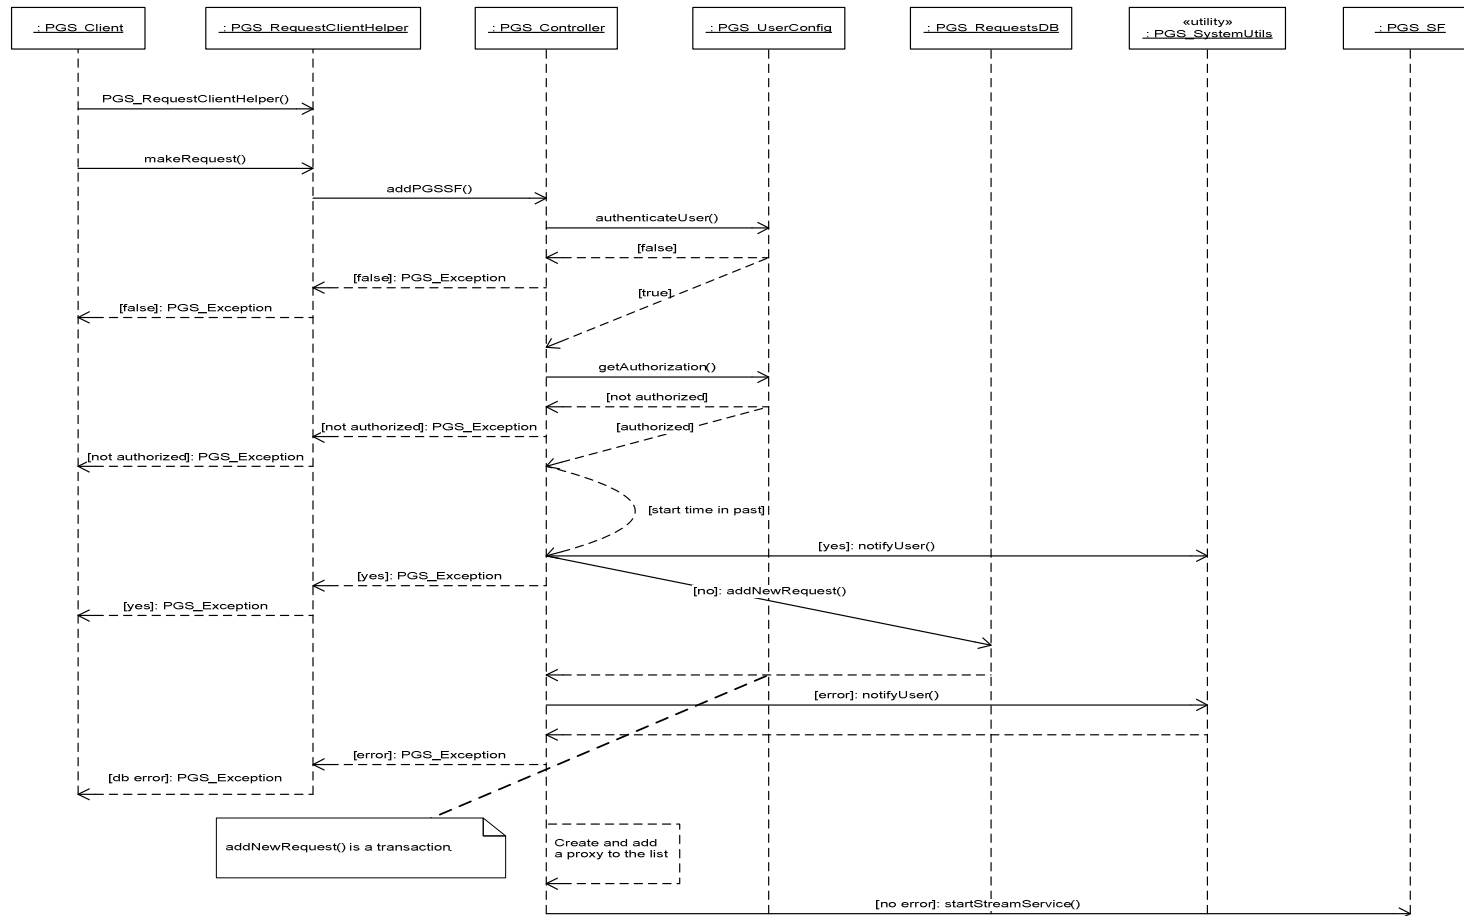 : PGS_Client
: PGS_RequestClientHelper
: PGS_Controller
: PGS_UserConfig
: PGS_RequestsDB
«utility»
: PGS_SystemUtils
: PGS_SF
PGS_RequestClientHelper()
makeRequest()
addPGSSF()
authenticateUser()
[false]
[false]: PGS_Exception
[true]
[false]: PGS_Exception
getAuthorization()
[not authorized]
[not authorized]: PGS_Exception
[authorized]
[not authorized]: PGS_Exception
[start time in past]
[yes]: notifyUser()
[yes]: PGS_Exception
[no]: addNewRequest()
[yes]: PGS_Exception
[error]: notifyUser()
[error]: PGS_Exception
[db error]: PGS_Exception
addNewRequest() is a transaction.
Create and add
a proxy to the list
[no error]: startStreamService()